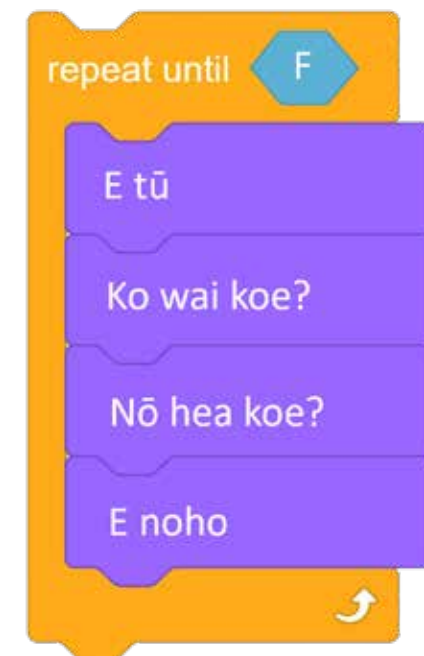 repeat until F
E tū
Ko wai koe?
Nō hea koe?
E noho